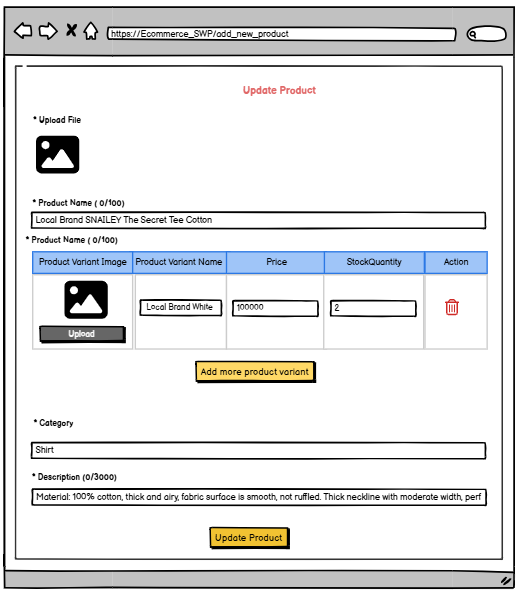 https://Ecommerce_SWP/add_new_product
Update Product
* Upload File
* Product Name ( 0/100)
Local Brand SNAILEY The Secret Tee Cotton
* Product Name ( 0/100)
Product Variant Image Product Variant Name Price StockQuantity Action
Local Brand White 100000 2
Upload
Add more product variant
* Category
Shirt
* Description (0/3000)
Material: 100% cotton, thick and airy, fabric surface is smooth, not ruffled. Thick neckline with moderate width, perf
Update Product